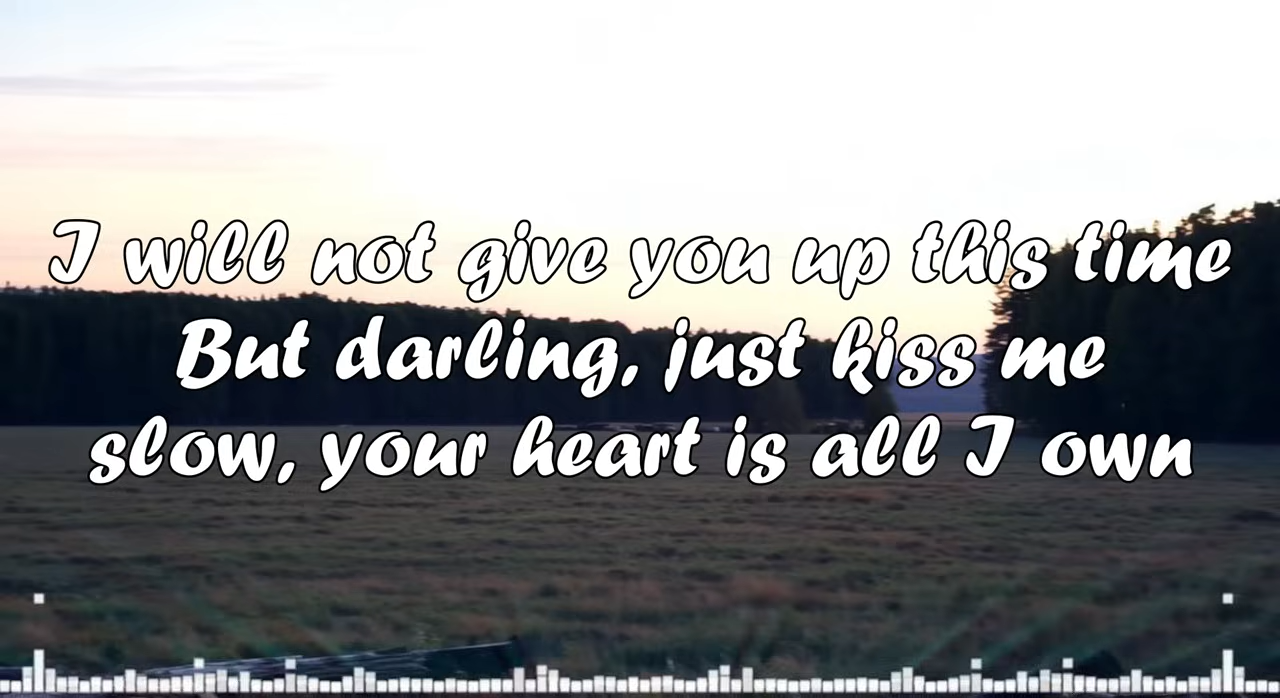 I will not give you up this time
But darling, just kiss me
slow, your heart is all I own